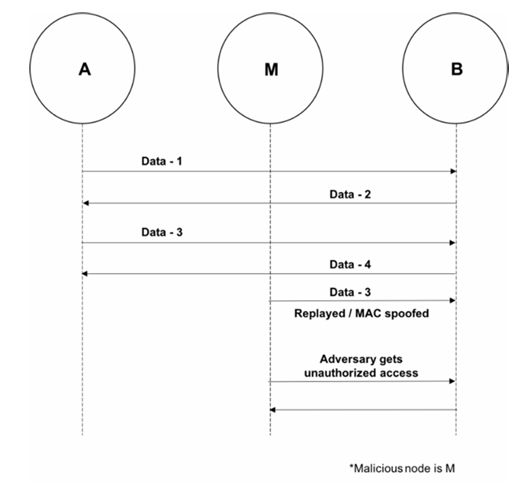 A
M
B
Data - 1
Data - 2
Data - 3
Data - 4
Data - 3
Replayed / MAC spoofed
Adversary gets
unauthorized access
*Malicious node is M